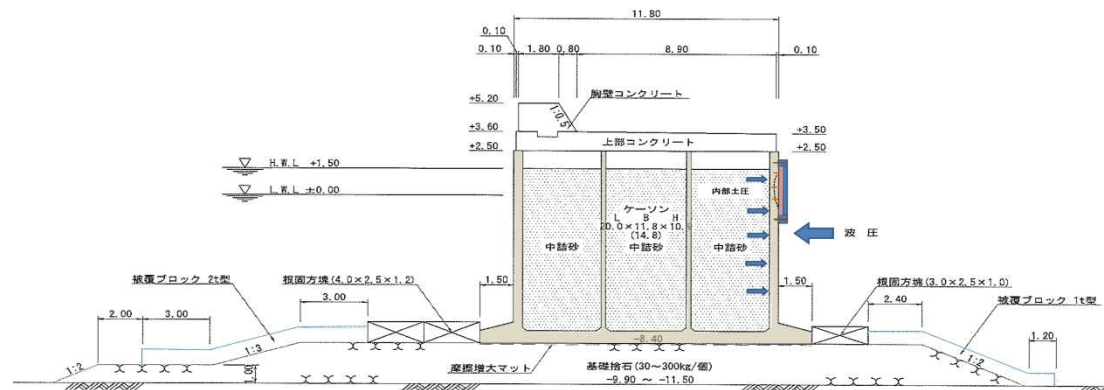 11.80
0.10
0.10 1.80 0.80 8.90 0.10
+5.20
胸壁コンクリート
1:0.5
+3.60
+3.50
上部コンクリート
+2.50
+2.50
H.W.L +1.50
L.W.L ±0.00
内部土圧
ケーソン
L B H
20.0×11.8×10.9
(14.8)
中詰砂
中詰砂
中詰砂
波圧
被覆ブロック 2t型
根固方塊(4.0×2.5×1.2)
1.50
1.50
根固方塊(3.0×2.5×1.0)
被覆ブロック 1t型
2.00
3.00
3.00
2.40
1.20
-8.40
1:2
1:3
1.00
摩擦増大マット
基礎捨石(30~300kg/個)
-9.90 ~ -11.50
1:2